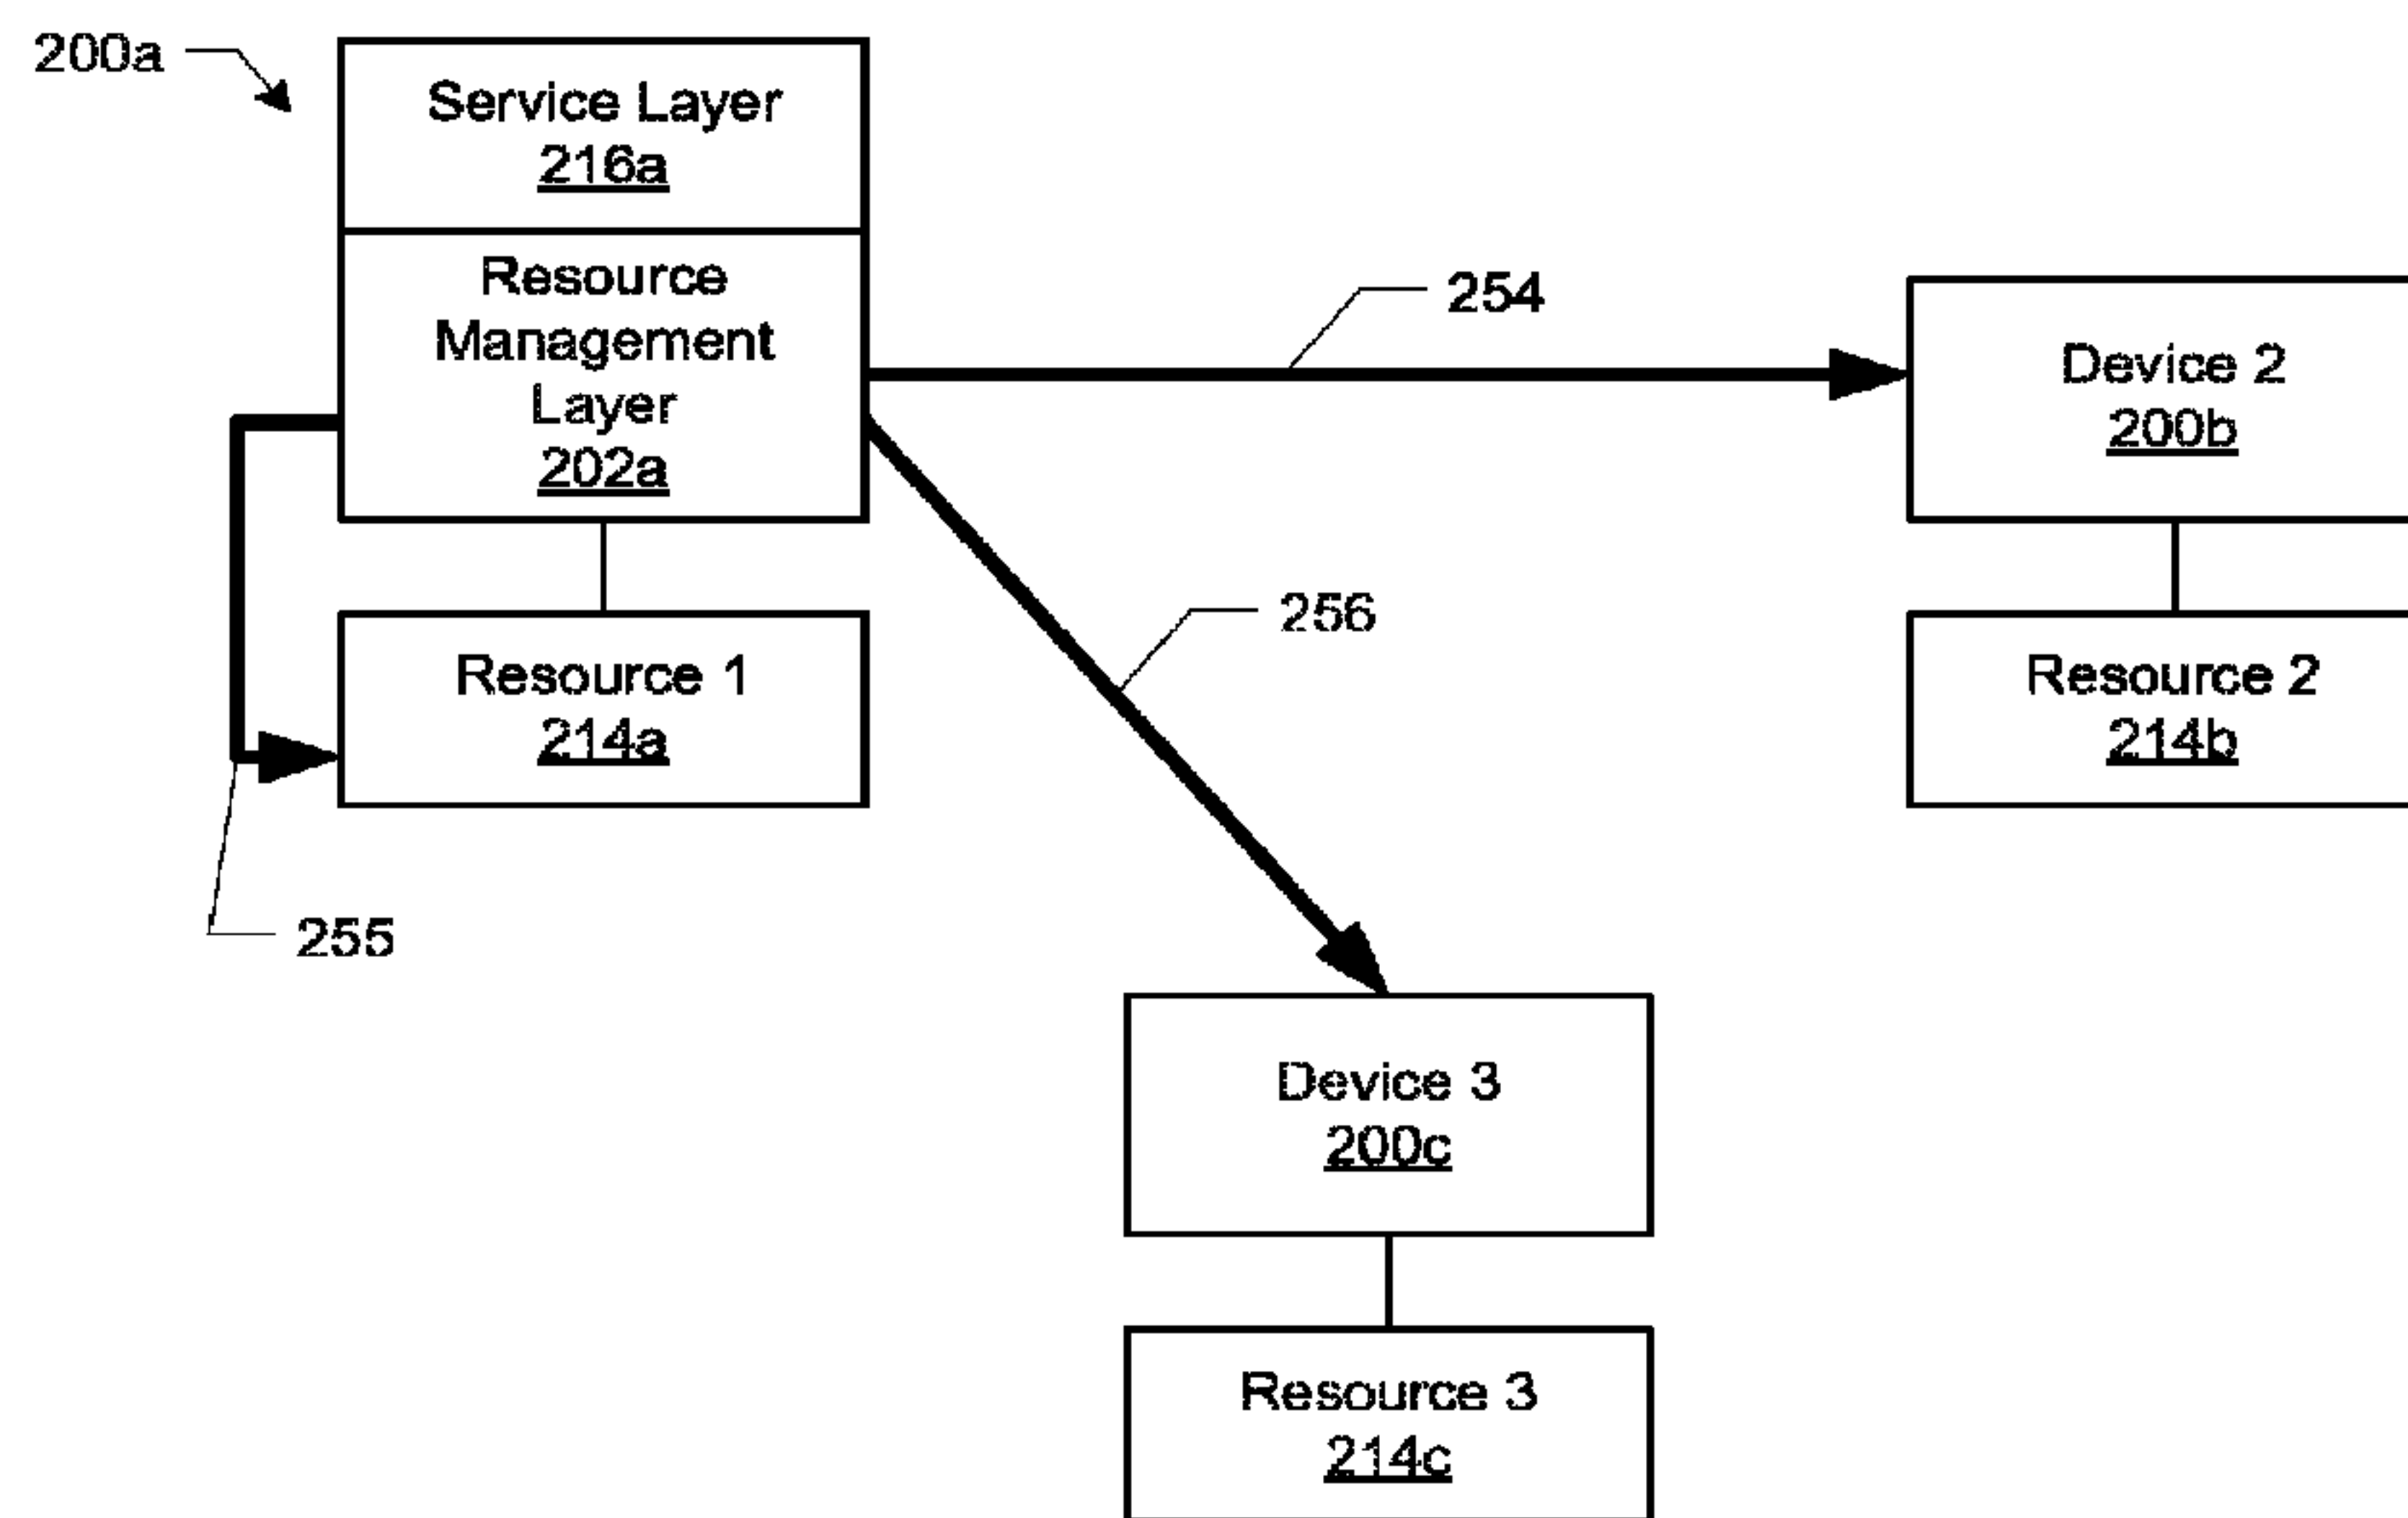 200a
Service Layer
216a
Resource
Management
Layer
202a
254
Device 2
200b
256
Resource 1
214a
Resource 2
214b
255
Device 3
200c
Resource 3
214c